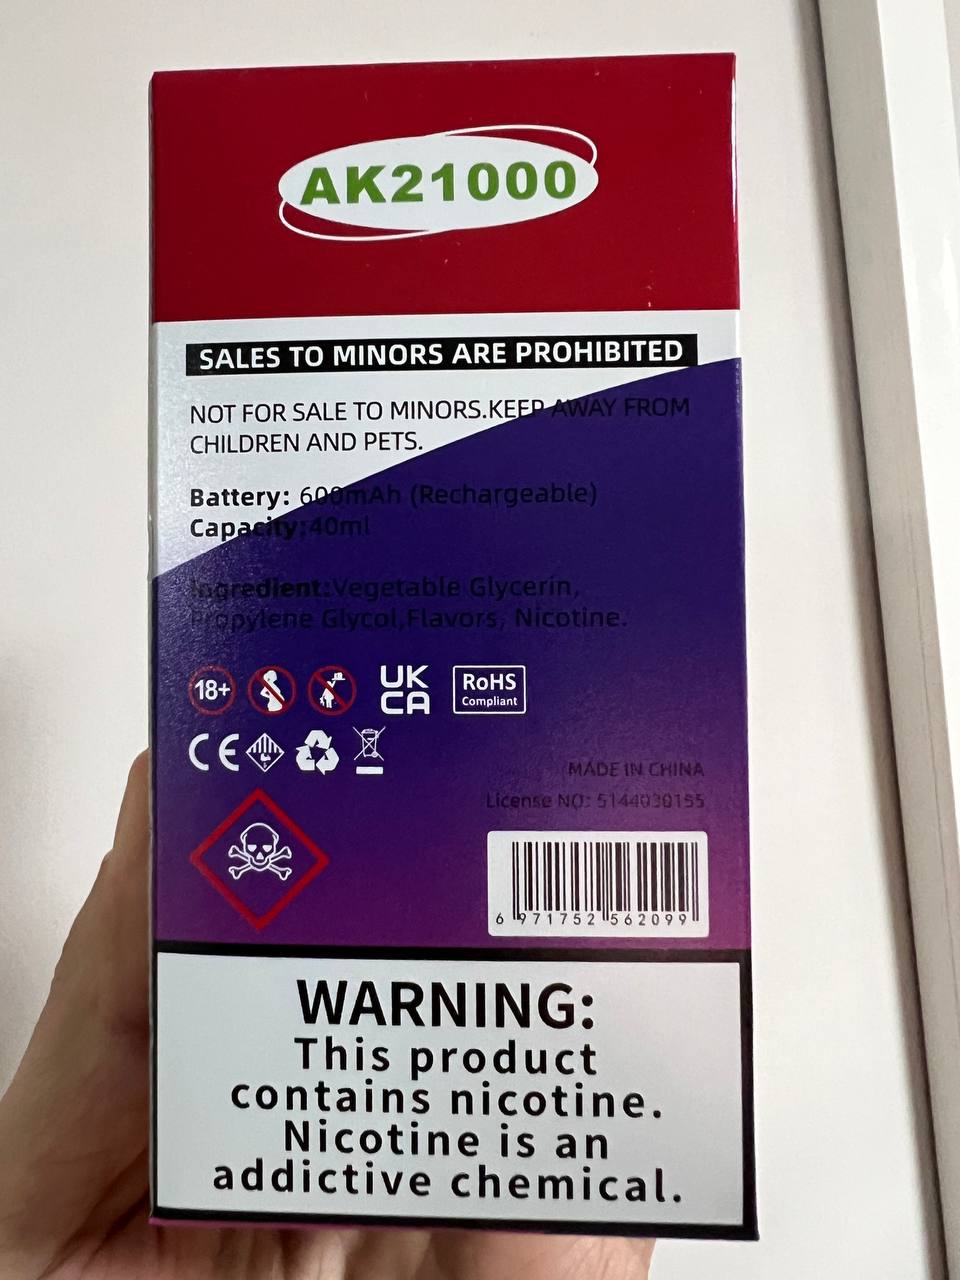 AK21000
SALES TO MINORS ARE PROHIBITED
NOT FOR SALE TO MINORS.KEEP AWAY FROM
CHILDREN AND PETS.
Battery: 600mAh (Rechargeable)
Capacity:40ml
Ingredient:Vegetable Glycerin,
Propylene Glycol,Flavors, Nicotine.
18+
UK
CA
RoHS
Compliant
CE
MADE IN CHINA
License NO: 5144030155
6 971752 562099
WARNING:
This product
contains nicotine.
Nicotine is an
addictive chemical.